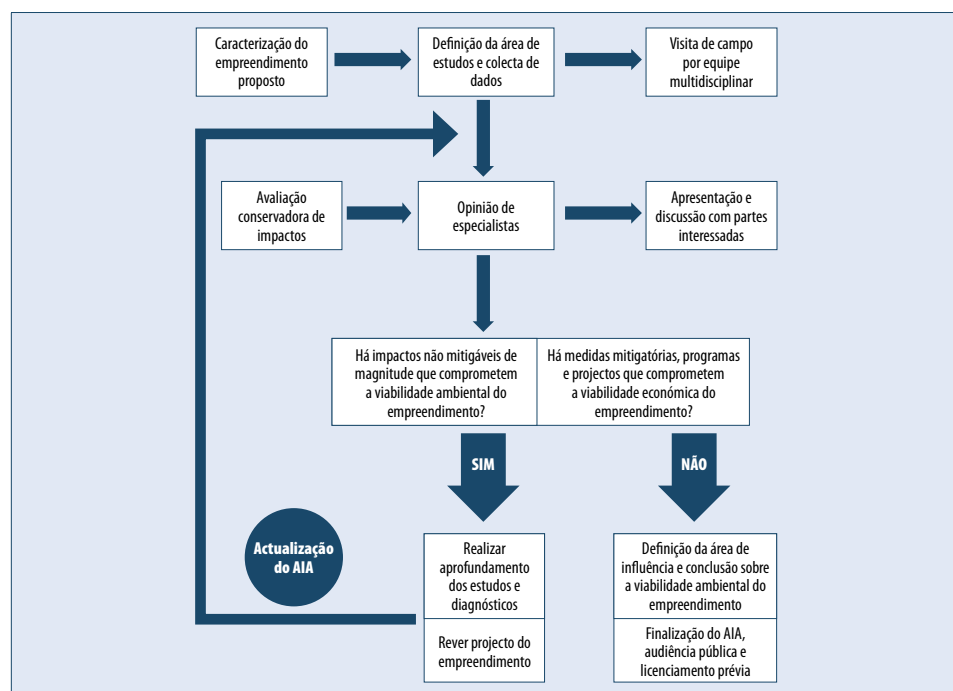 Caracterização do
empreendimento
proposto
Definição da área de
estudos e colecta de
dados
Visita de campo
por equipe
multidisciplinar
Avaliação
conservadora de
impactos
Opinião de
especialistas
Apresentação e
discussão com partes
interessadas
Há impactos não mitigáveis de
magnitude que comprometem
a viabilidade ambiental do
empreendimento?
Há medidas mitigatórias, programas
e projectos que comprometem
a viabilidade económica do
empreendimento?
SIM
NÃO
Actualização
do AIA
Realizar
aprofundamento
dos estudos e
diagnósticos
Rever projecto do
empreendimento
Definição da área de
influência e conclusão sobre
a viabilidade ambiental do
empreendimento
Finalização do AIA,
audiência pública e
licenciamento prévia